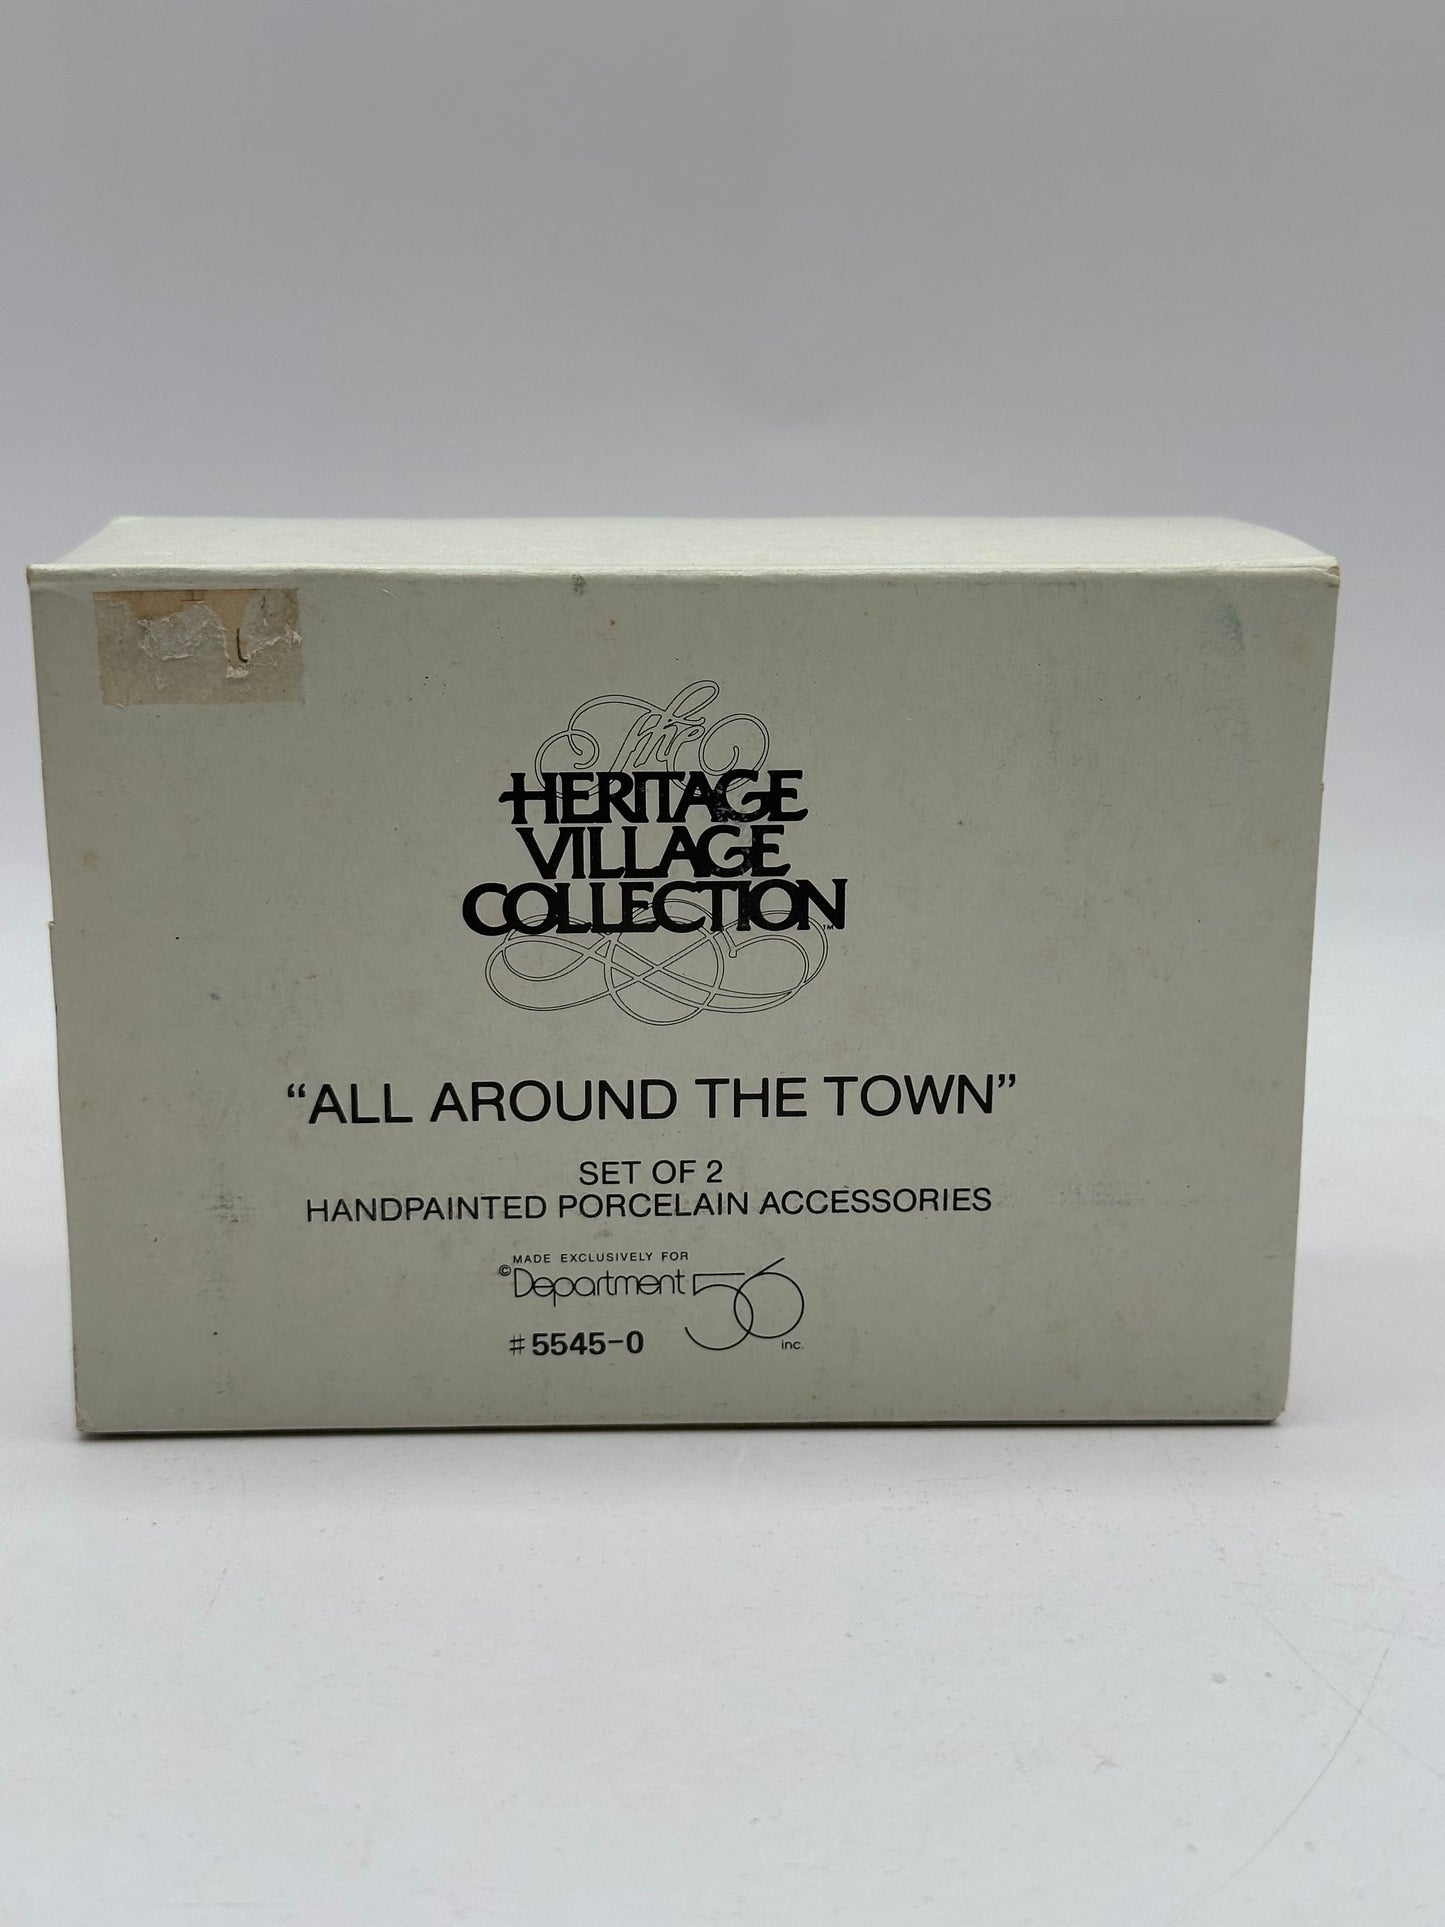 The
HERITAGE
VILLAGE
COLLECTION™
“ALL AROUND THE TOWN”
SET OF 2
HANDPAINTED PORCELAIN ACCESSORIES
MADE EXCLUSIVELY FOR
©Department 56 inc.
#5545-0